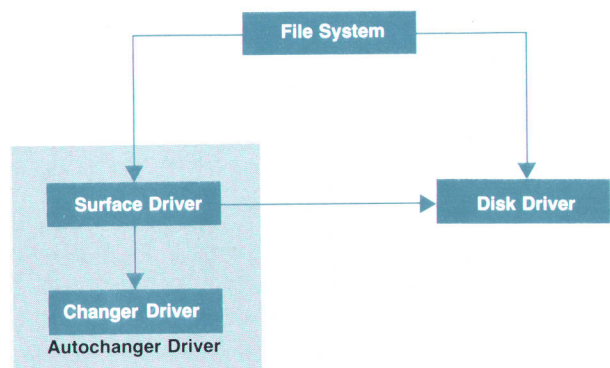 File System
Surface Driver
Disk Driver
Changer Driver
Autochanger Driver